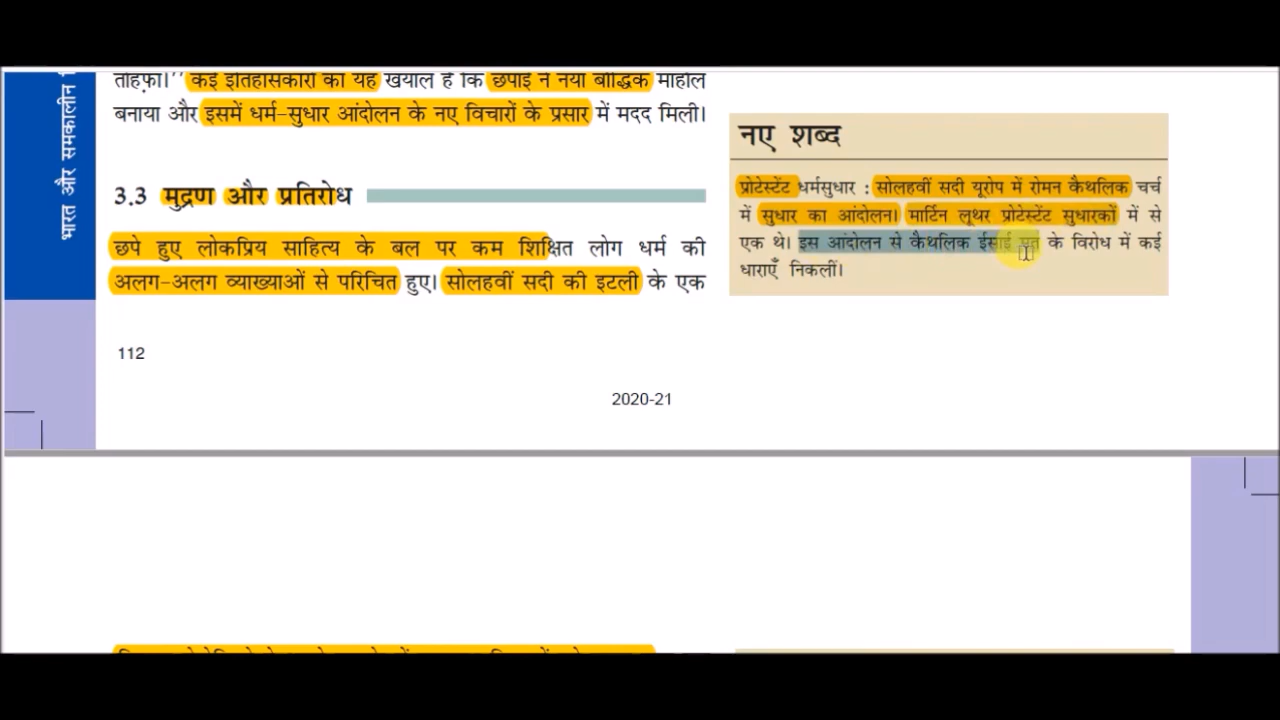 भारत और समकालीन
तोहफ़ा।’’ कई इतिहासकारों का यह ख़याल है कि छपाई ने नया बौद्धिक माहौल
बनाया और इसमें धर्म-सुधार आंदोलन के नए विचारों के प्रसार में मदद मिली।
3.3 मुद्रण और प्रतिरोध
छपे हुए लोकप्रिय साहित्य के बल पर कम शिक्षित लोग धर्म की
अलग-अलग व्याख्याओं से परिचित हुए। सोलहवीं सदी की इटली के एक
112
नए शब्द
प्रोटेस्टेंट धर्मसुधार : सोलहवीं सदी यूरोप में रोमन कैथलिक चर्च
में सुधार का आंदोलन। मार्टिन लूथर प्रोटेस्टेंट सुधारकों में से
एक थे। इस आंदोलन से कैथलिक ईसाई मत के विरोध में कई
धाराएँ निकलीं।
2020-21